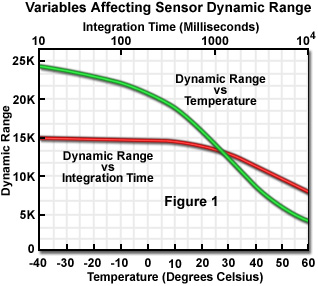 Variables Affecting Sensor Dynamic Range
Integration Time (Milliseconds)
10 100 1000 10⁴
25K
20K
15K
10K
5K
0
Dynamic Range
Dynamic Range
vs
Temperature
Dynamic Range
vs
Integration Time
Figure 1
-40 -30 -20 -10 0 10 20 30 40 50 60
Temperature (Degrees Celsius)